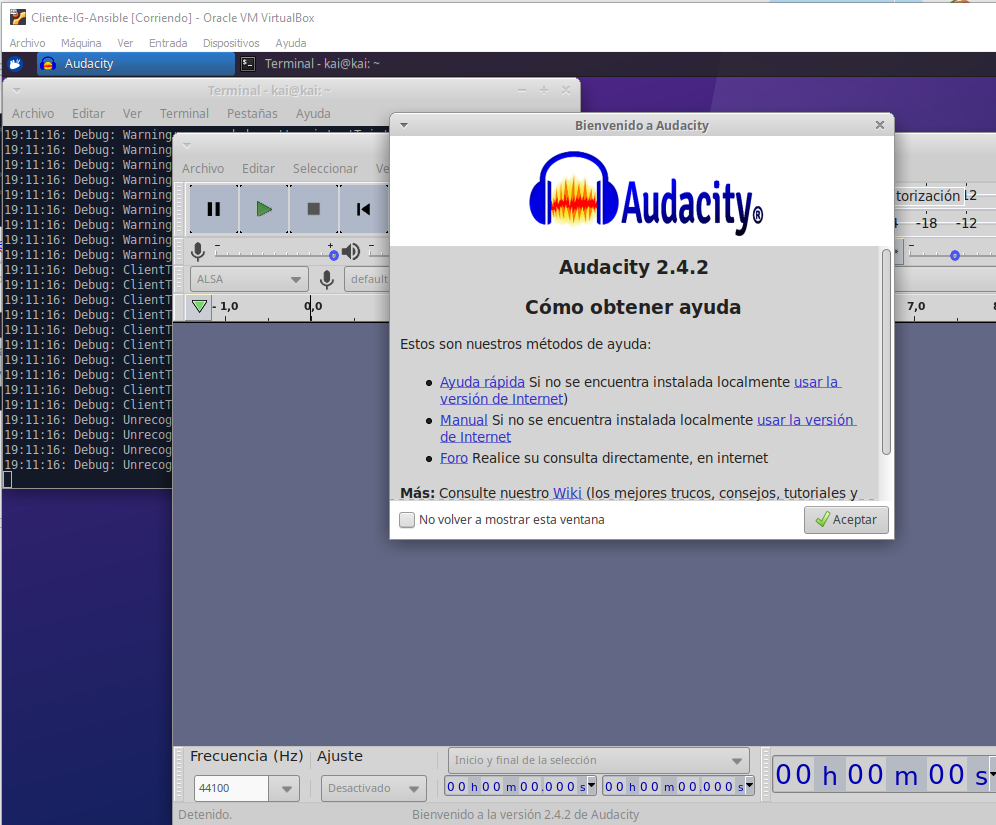 Cliente-IG-Ansible [Corriendo] - Oracle VM VirtualBox
Archivo Máquina Ver Entrada Dispositivos Ayuda
Audacity Terminal - kai@kai: ~
Terminal - kai@kai: ~
Archivo Editar Ver Terminal Pestañas Ayuda
19:11:16: Debug: Warning
19:11:16: Debug: Warning
19:11:16: Debug: Warning
19:11:16: Debug: Warning
19:11:16: Debug: Warning
19:11:16: Debug: Warning
19:11:16: Debug: Warning
19:11:16: Debug: Warning
19:11:16: Debug: Warning
19:11:16: Debug: ClientT
19:11:16: Debug: ClientT
19:11:16: Debug: ClientT
19:11:16: Debug: ClientT
19:11:16: Debug: ClientT
19:11:16: Debug: ClientT
19:11:16: Debug: ClientT
19:11:16: Debug: ClientT
19:11:16: Debug: ClientT
19:11:16: Debug: ClientT
19:11:16: Debug: Unrecog
19:11:16: Debug: Unrecog
19:11:16: Debug: Unrecog
19:11:16: Debug: Unrecog
Archivo Editar Seleccionar Ve
torización 12
-18 -12
ALSA default
- 1,0 0,0 7,0
Bienvenido a Audacity
Audacity®
Audacity 2.4.2
Cómo obtener ayuda
Estos son nuestros métodos de ayuda:
Ayuda rápida Si no se encuentra instalada localmente usar la
versión de Internet)
Manual Si no se encuentra instalada localmente usar la versión
de Internet
Foro Realice su consulta directamente, en internet
Más: Consulte nuestro Wiki (los mejores trucos, consejos, tutoriales y
No volver a mostrar esta ventana
Aceptar
Frecuencia (Hz) Ajuste
Inicio y final de la selección
44100 Desactivado
00 h 00 m 00.000 s 00 h 00 m 00.000 s
00 h 00 m 00 s
Detenido. Bienvenido a la versión 2.4.2 de Audacity